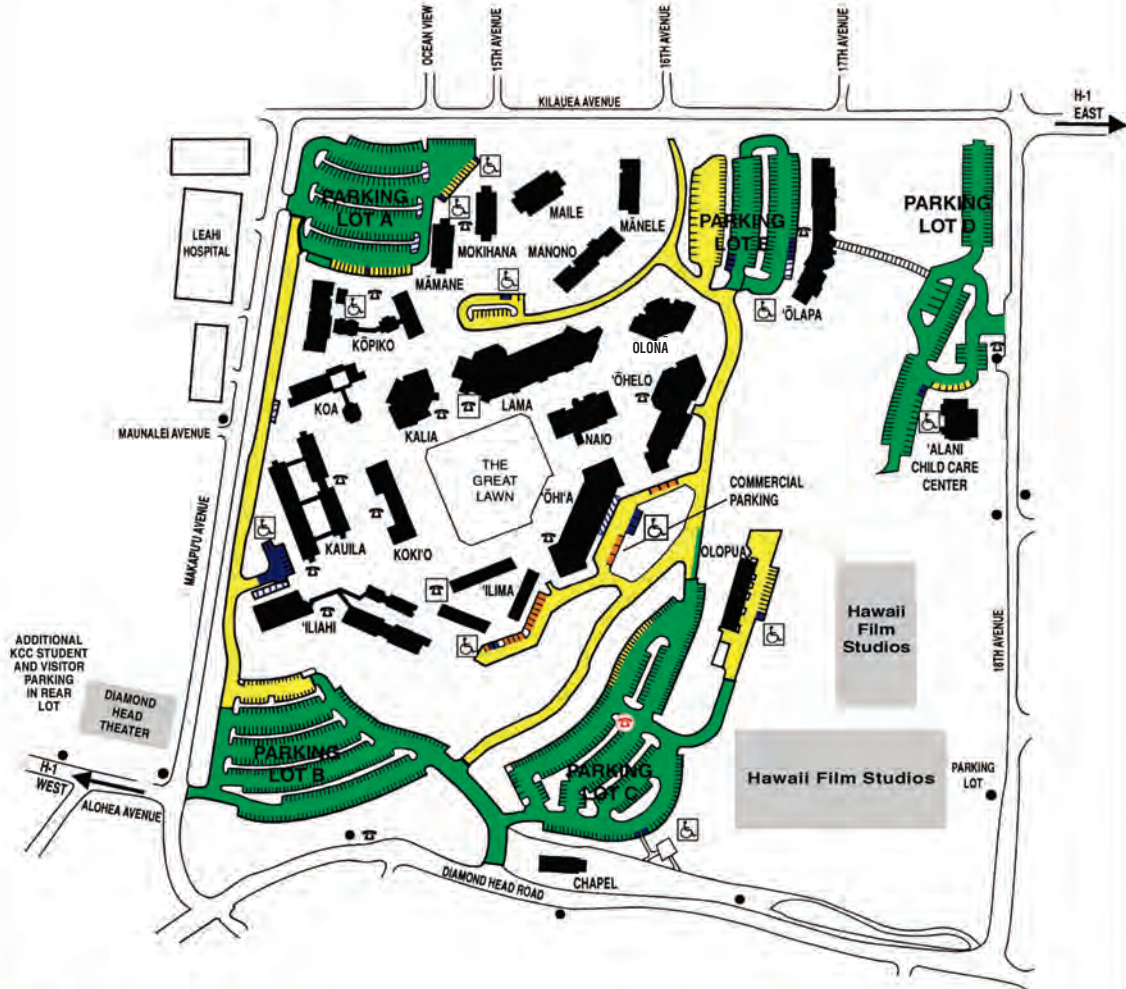 OCEAN VIEW
15TH AVENUE
16TH AVENUE
17TH AVENUE
KILAUEA AVENUE
H-1
EAST
PARKING
LOT A
MAILE
MĀNELE
PARKING
LOT E
PARKING
LOT D
LEAHI
HOSPITAL
MOKIHANA
MANONO
MĀMANE
'ŌLAPA
KŌPIKO
OLONĀ
'ŌHELO
KOA
KALIA
LAMA
NAIO
'ALANI
CHILD CARE
CENTER
MAUNALEI AVENUE
THE
GREAT
LAWN
'ŌHI'A
COMMERCIAL
PARKING
MAKAPU'U AVENUE
KAUILA
KOKI'O
OLOPUA
'ILIMA
'ILIAHI
Hawaii
Film
Studios
18TH AVENUE
ADDITIONAL
KCC STUDENT
AND VISITOR
PARKING
IN REAR
LOT
DIAMOND
HEAD
THEATER
PARKING
LOT B
PARKING
LOT C
Hawaii Film Studios
PARKING
LOT
H-1
WEST
ALOHEA AVENUE
CHAPEL
DIAMOND HEAD ROAD